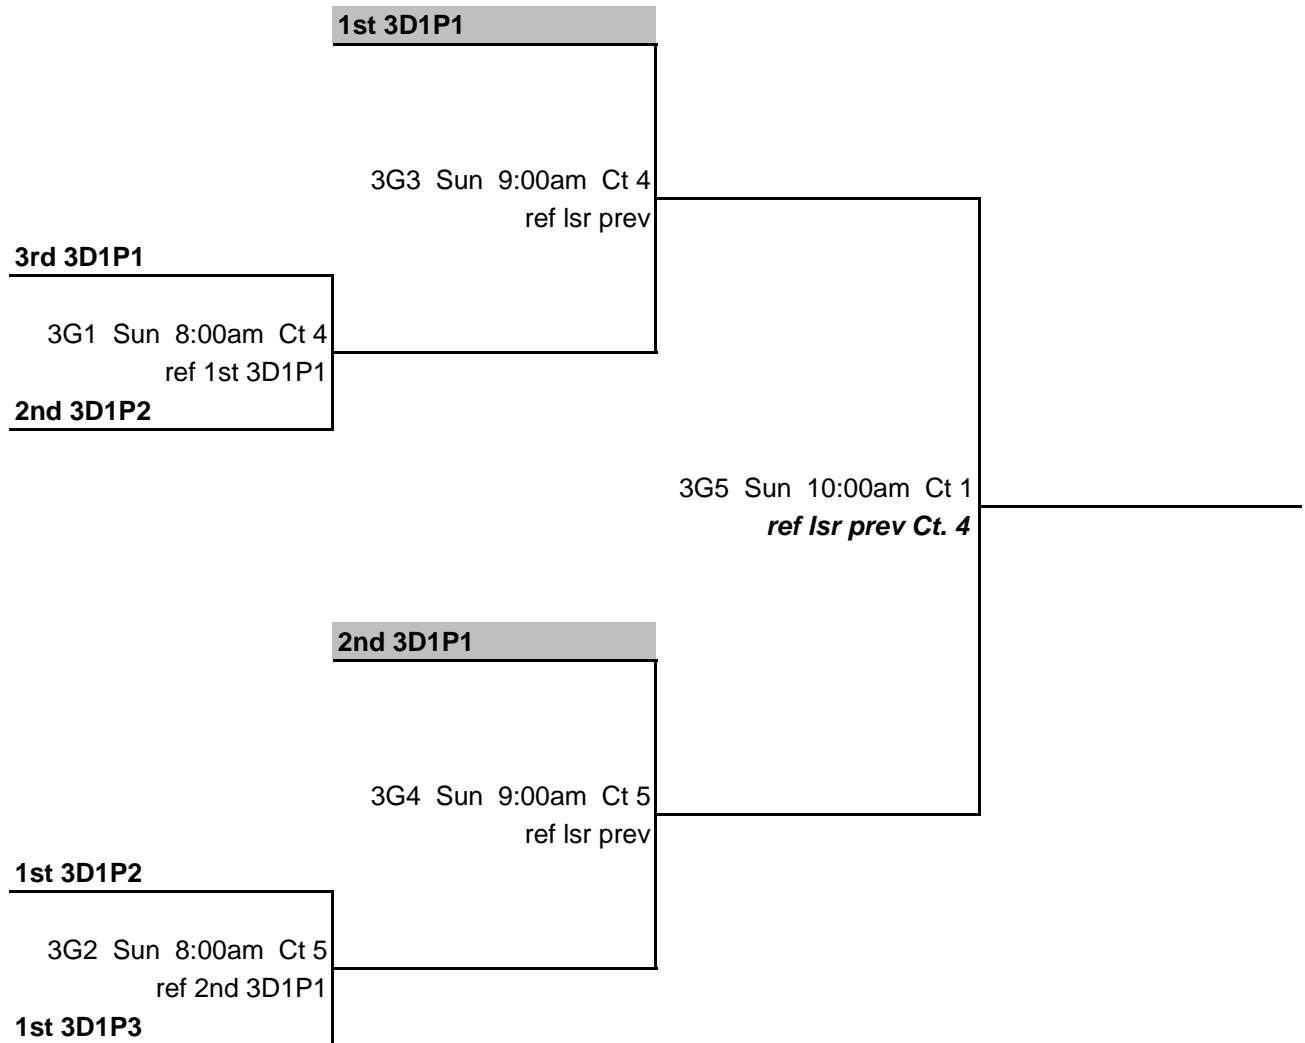 1st 3D1P1
3G3 Sun 9:00am Ct 4
ref lsr prev
3rd 3D1P1
3G1 Sun 8:00am Ct 4
ref 1st 3D1P1
2nd 3D1P2
3G5 Sun 10:00am Ct 1
ref lsr prev Ct. 4
2nd 3D1P1
3G4 Sun 9:00am Ct 5
ref lsr prev
1st 3D1P2
3G2 Sun 8:00am Ct 5
ref 2nd 3D1P1
1st 3D1P3